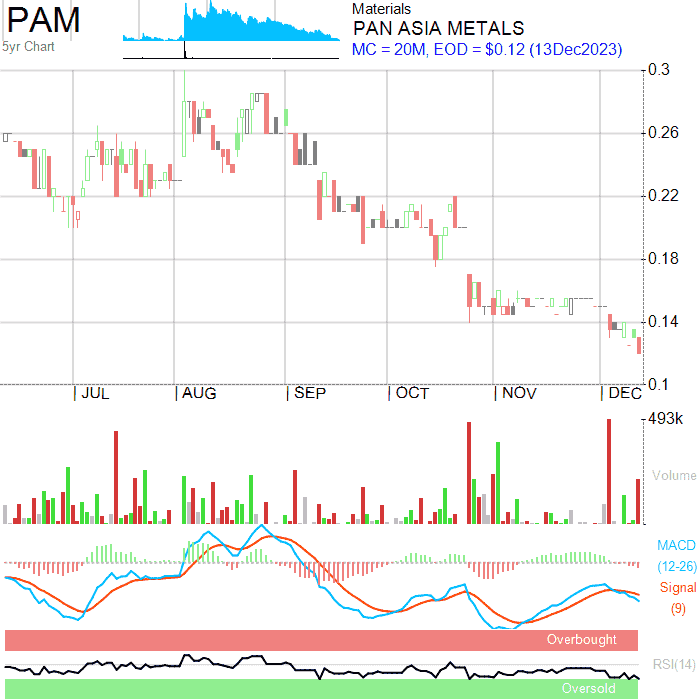 PAM
5yr Chart
Materials
PAN ASIA METALS
MC = 20M, EOD = $0.12 (13Dec2023)
0.3
0.26
0.22
0.18
0.14
0.1
JUL
AUG
SEP
OCT
NOV
DEC
493k
Volume
MACD
(12-26)
Signal
(9)
Overbought
RSI(14)
Oversold